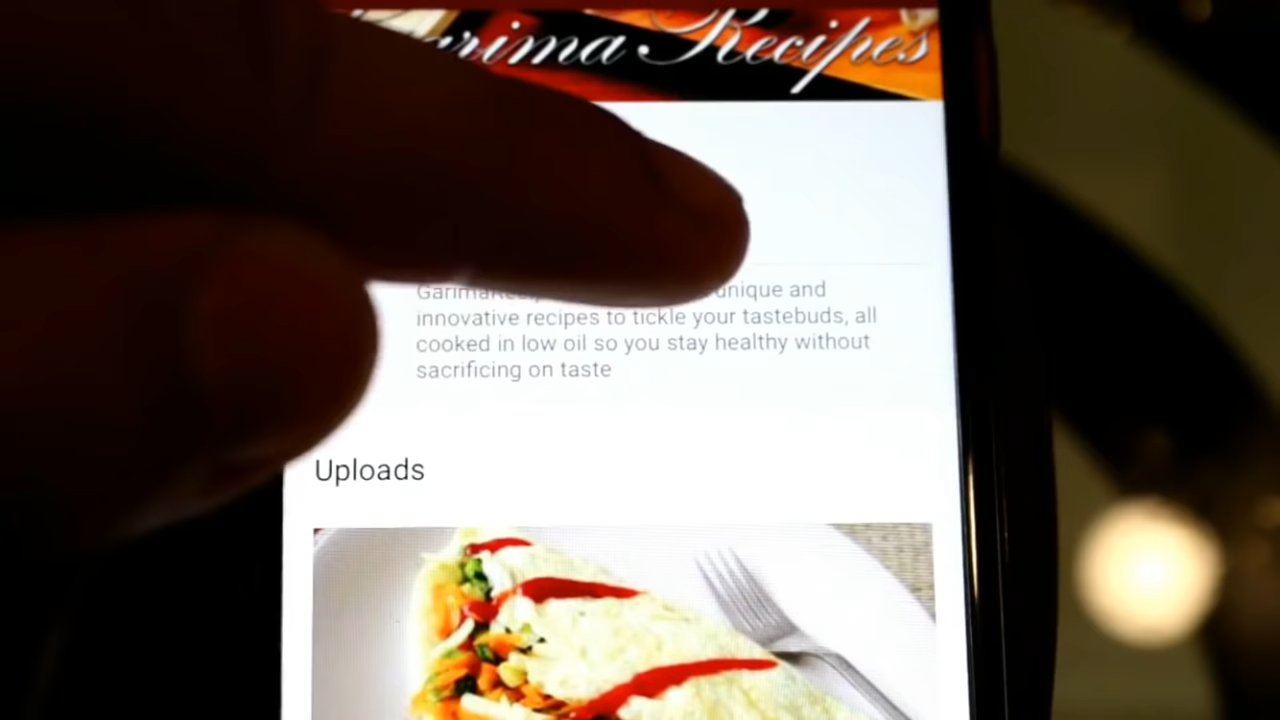 Garima Recipes
unique and
innovative recipes to tickle your tastebuds, all
cooked in low oil so you stay healthy without
sacrificing on taste
Uploads